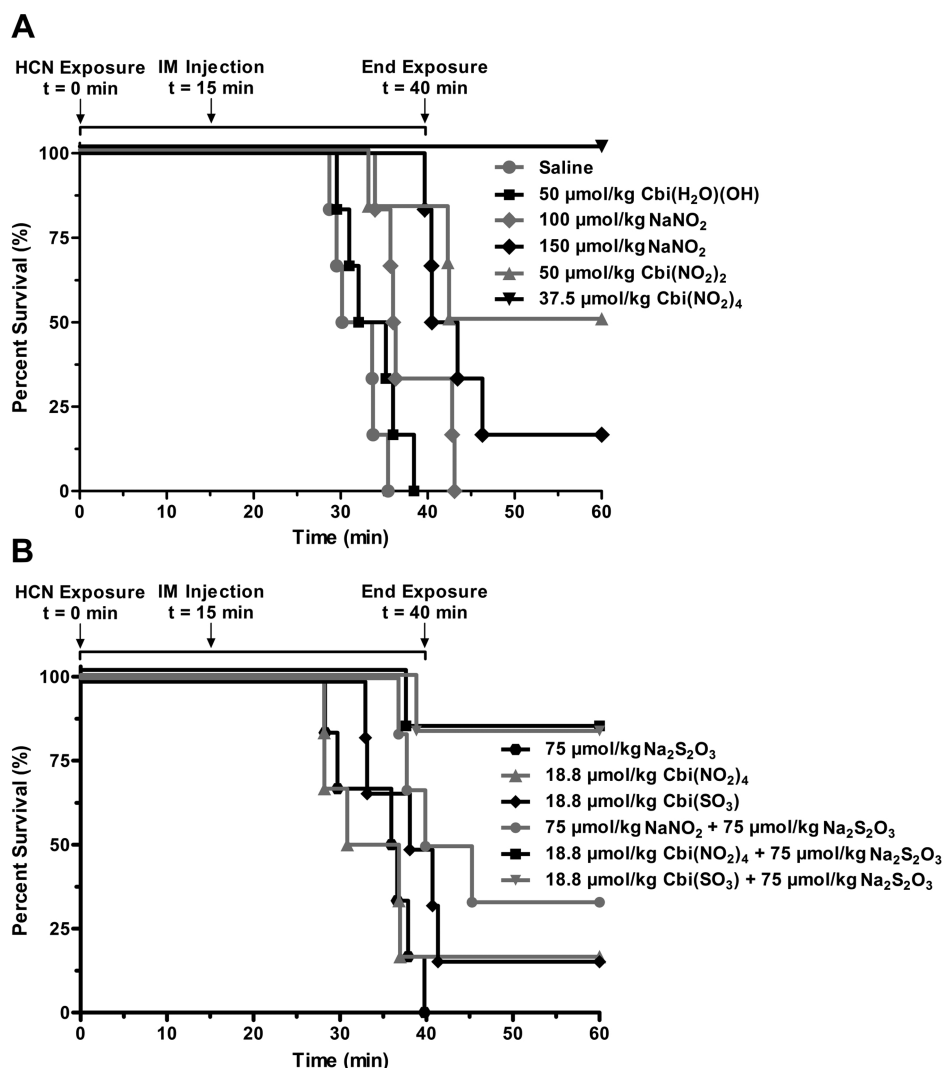 A
HCN Exposure IM Injection End Exposure
t = 0 min t = 15 min t = 40 min
100
75
50
25
0
Percent Survival (%)
Saline
50 µmol/kg Cbi(H₂O)(OH)
100 µmol/kg NaNO₂
150 µmol/kg NaNO₂
50 µmol/kg Cbi(NO₂)₂
37.5 µmol/kg Cbi(NO₂)₄
0 10 20 30 40 50 60
Time (min)
B
HCN Exposure IM Injection End Exposure
t = 0 min t = 15 min t = 40 min
100
75
50
25
0
Percent Survival (%)
75 µmol/kg Na₂S₂O₃
18.8 µmol/kg Cbi(NO₂)₄
18.8 µmol/kg Cbi(SO₃)
75 µmol/kg NaNO₂ + 75 µmol/kg Na₂S₂O₃
18.8 µmol/kg Cbi(NO₂)₄ + 75 µmol/kg Na₂S₂O₃
18.8 µmol/kg Cbi(SO₃) + 75 µmol/kg Na₂S₂O₃
0 10 20 30 40 50 60
Time (min)